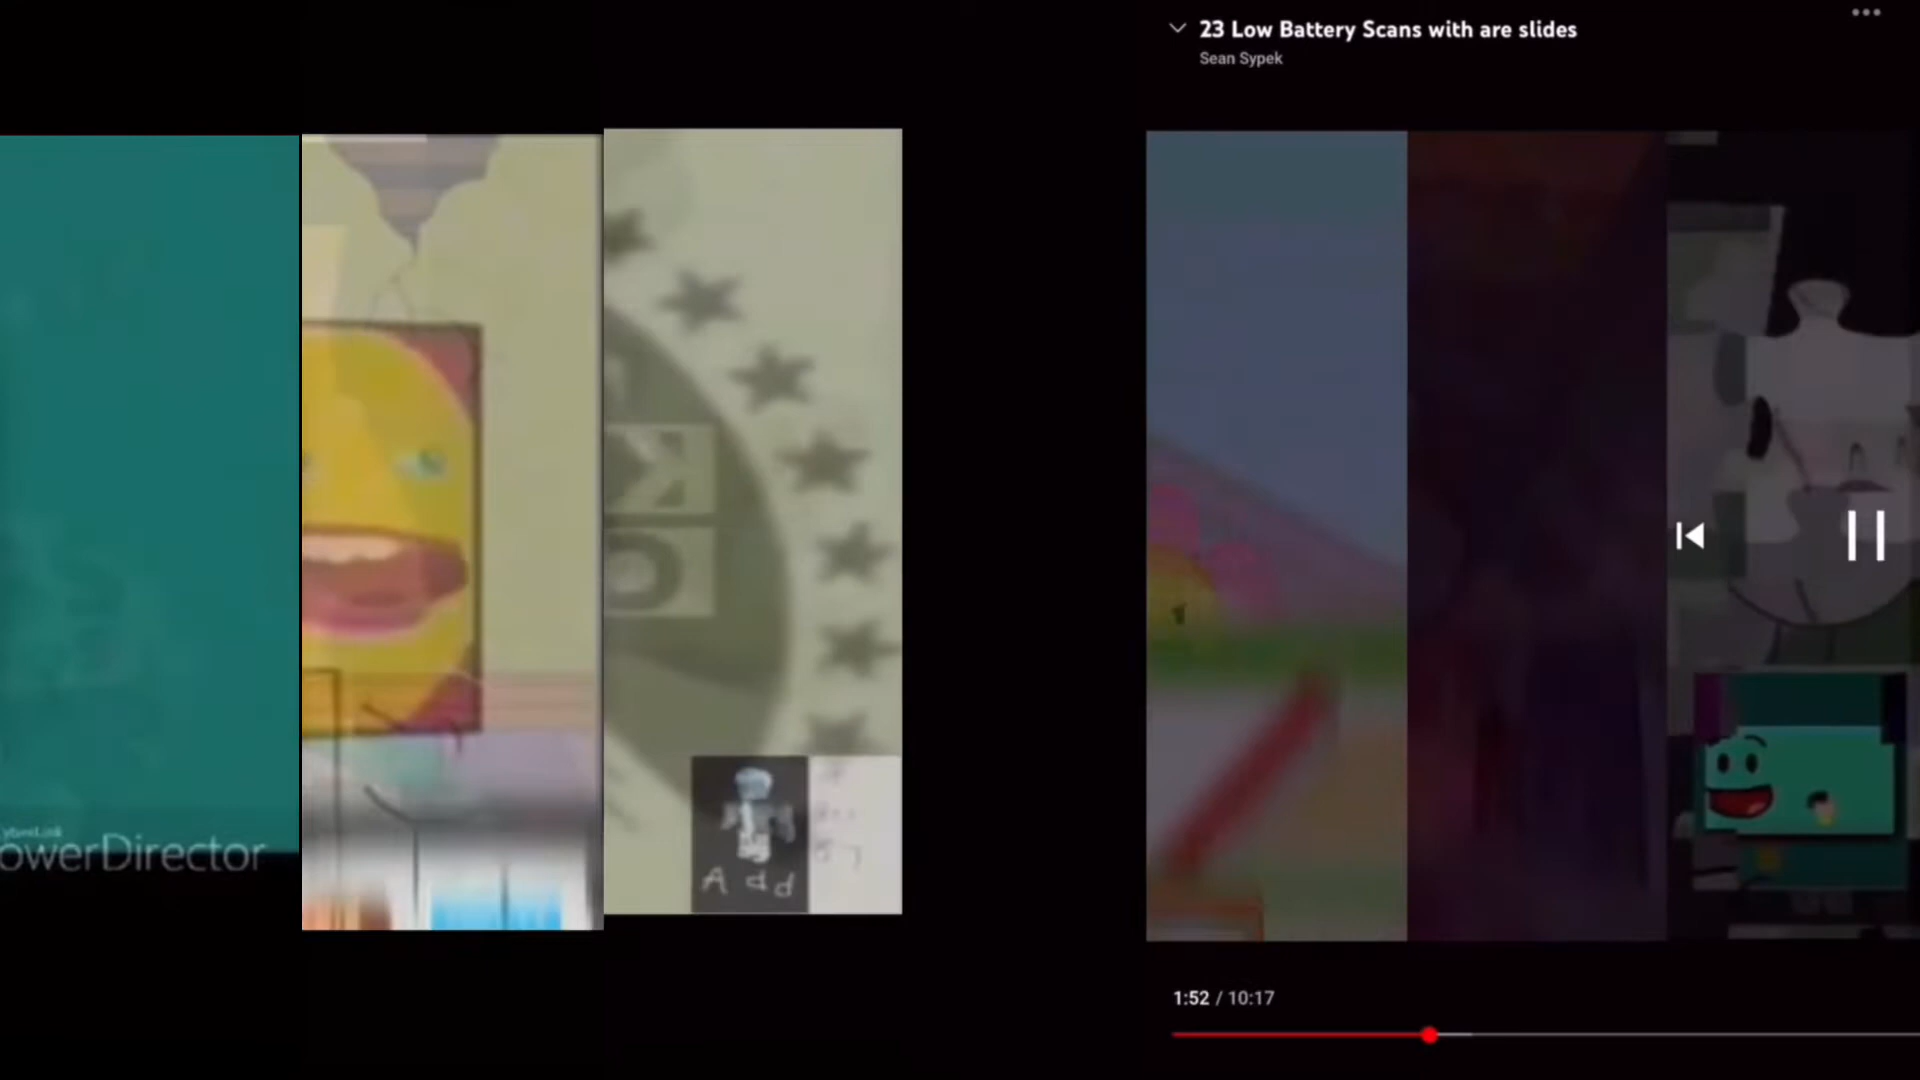 23 Low Battery Scans with are slides
Sean Sypek
K
O
Add
owerDirector
1:52 / 10:17